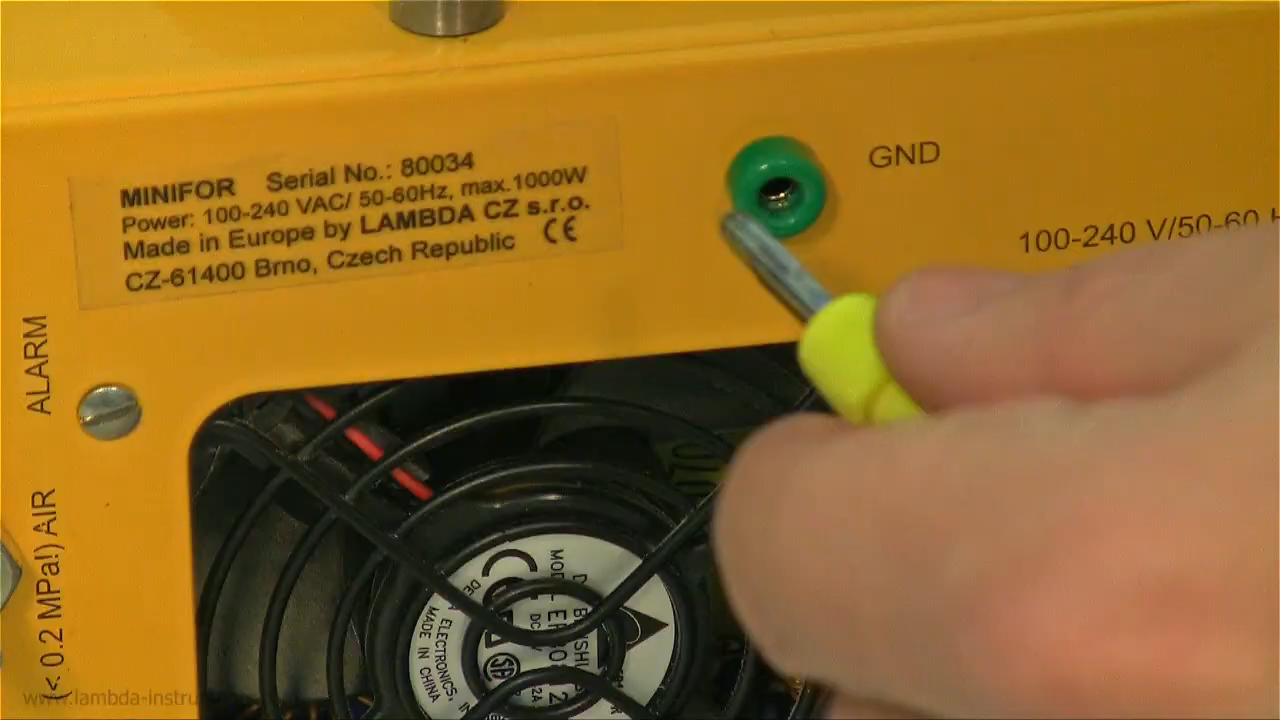 MINIFOR Serial No.: 80034
Power: 100-240 VAC/ 50-60Hz, max.1000W
Made in Europe by LAMBDA CZ s.r.o.
CZ-61400 Brno, Czech Republic CE
GND
100-240 V/50-60
ALARM
(< 0.2 MPa!) AIR
ELECTRONICS,
MADE IN CHINA